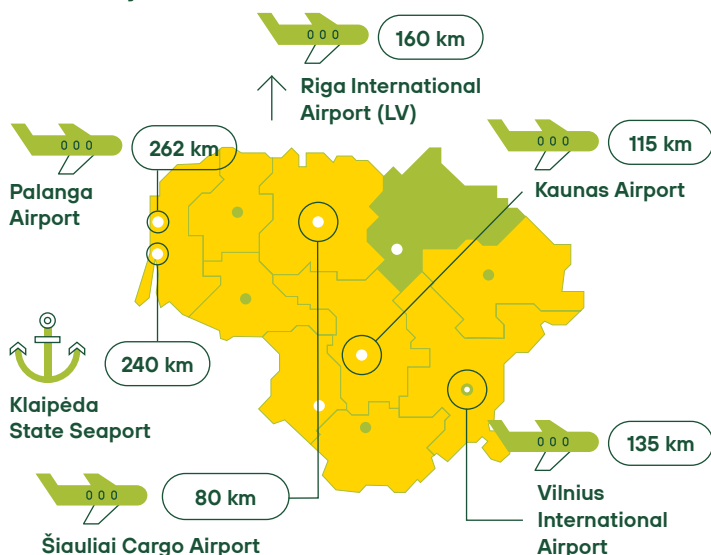 160 km
Riga International
Airport (LV)
262 km
Palanga
Airport
115 km
Kaunas Airport
240 km
Klaipėda
State Seaport
135 km
Vilnius
International
Airport
80 km
Šiauliai Cargo Airport